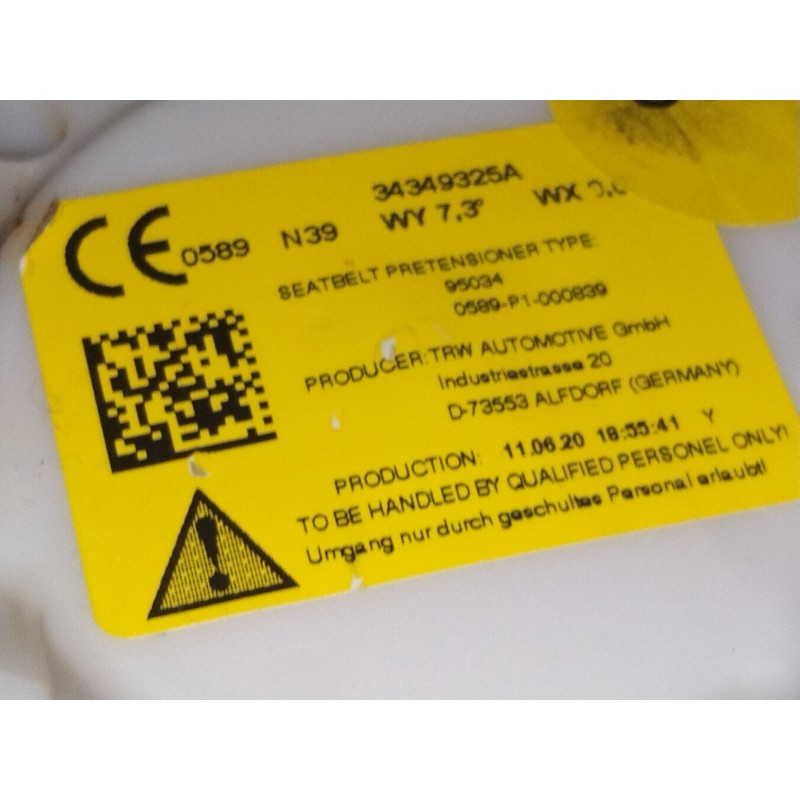 34349325A
CE 0589 N39 WY 7,3° WX
SEATBELT PRETENSIONER TYPE:
95034
0589-P1-000839
PRODUCER: TRW AUTOMOTIVE GmbH
Industriestrasse 20
D-73553 ALFDORF (GERMANY)
PRODUCTION: 11.06.20 18:55:41 Y
TO BE HANDLED BY QUALIFIED PERSONEL ONLY!
Umgang nur durch geschultes Personal erlaubt!